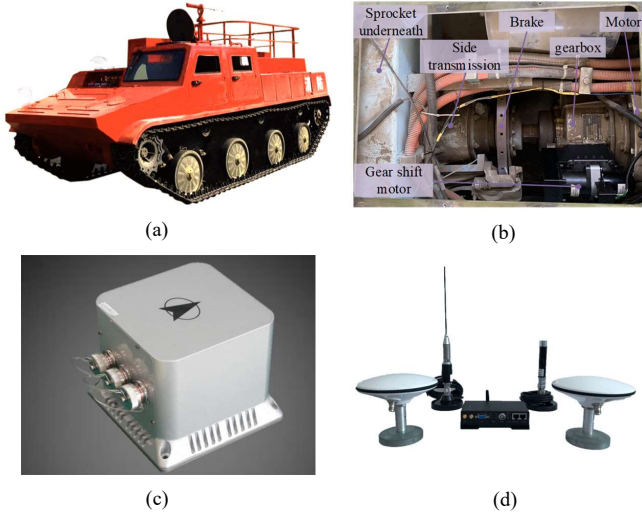 Sprocket
underneath
Brake
Motor
Side
transmission
gearbox
Gear shift
motor
(a)
(b)
(c)
(d)